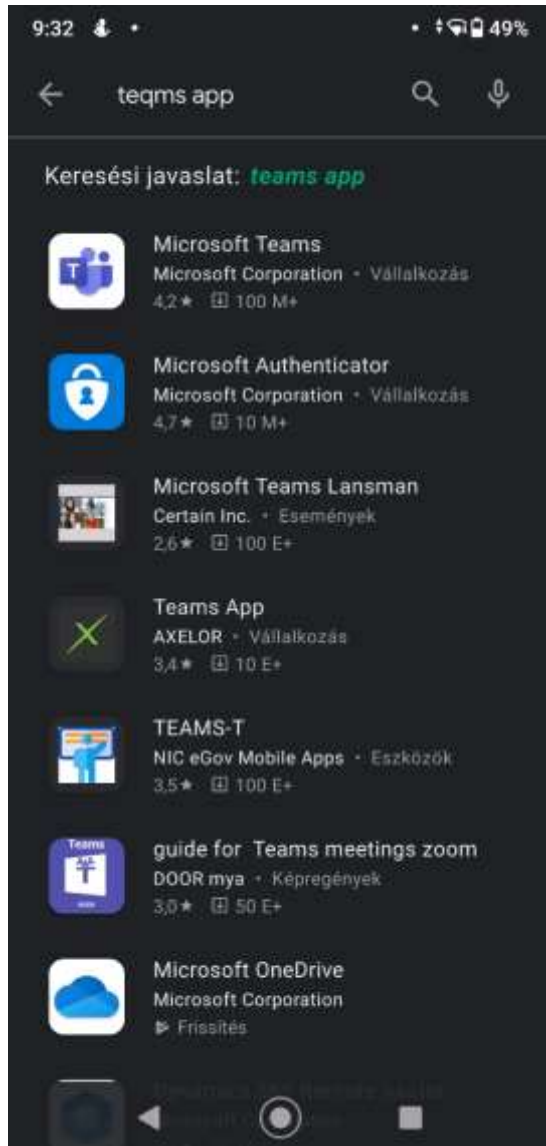 9:32
49%
teqms app
Keresési javaslat: teams app
Microsoft Teams
Microsoft Corporation • Vállalkozás
4,2★ 100 M+
Microsoft Authenticator
Microsoft Corporation • Vállalkozás
4,7★ 10 M+
Microsoft Teams Lansman
Certain Inc. • Események
2,6★ 100 E+
Teams App
AXELOR • Vállalkozás
3,4★ 10 E+
TEAMS-T
NIC eGov Mobile Apps • Eszközök
3,5★ 100 E+
Teams
guide for Teams meetings zoom
DOOR mya • Képregények
3,0★ 50 E+
Microsoft OneDrive
Microsoft Corporation
Frissítés